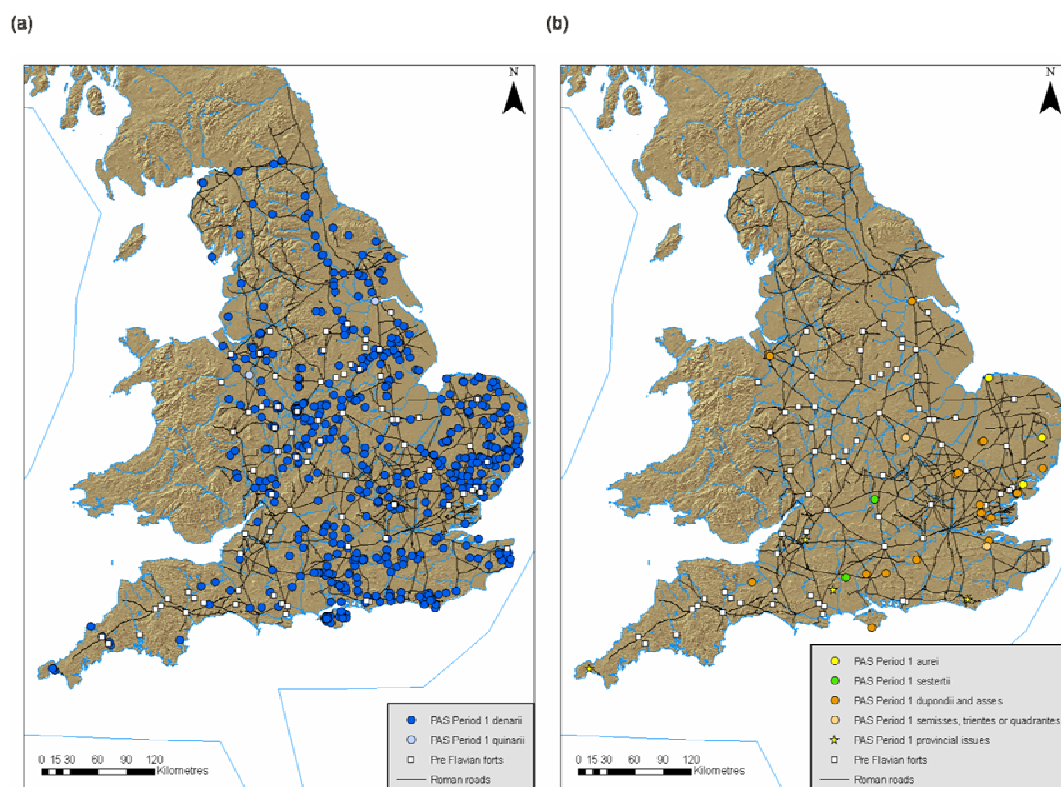 (a)
(b)
N
N
PAS Period 1 denarii
PAS Period 1 quinarii
Pre Flavian forts
Roman roads
0 15 30 60 90 120
Kilometres
PAS Period 1 aurei
PAS Period 1 sestertii
PAS Period 1 dupondii and asses
PAS Period 1 semisses, trientes or quadrantes
PAS Period 1 provincial issues
Pre Flavian forts
Roman roads
0 15 30 60 90 120
Kilometres